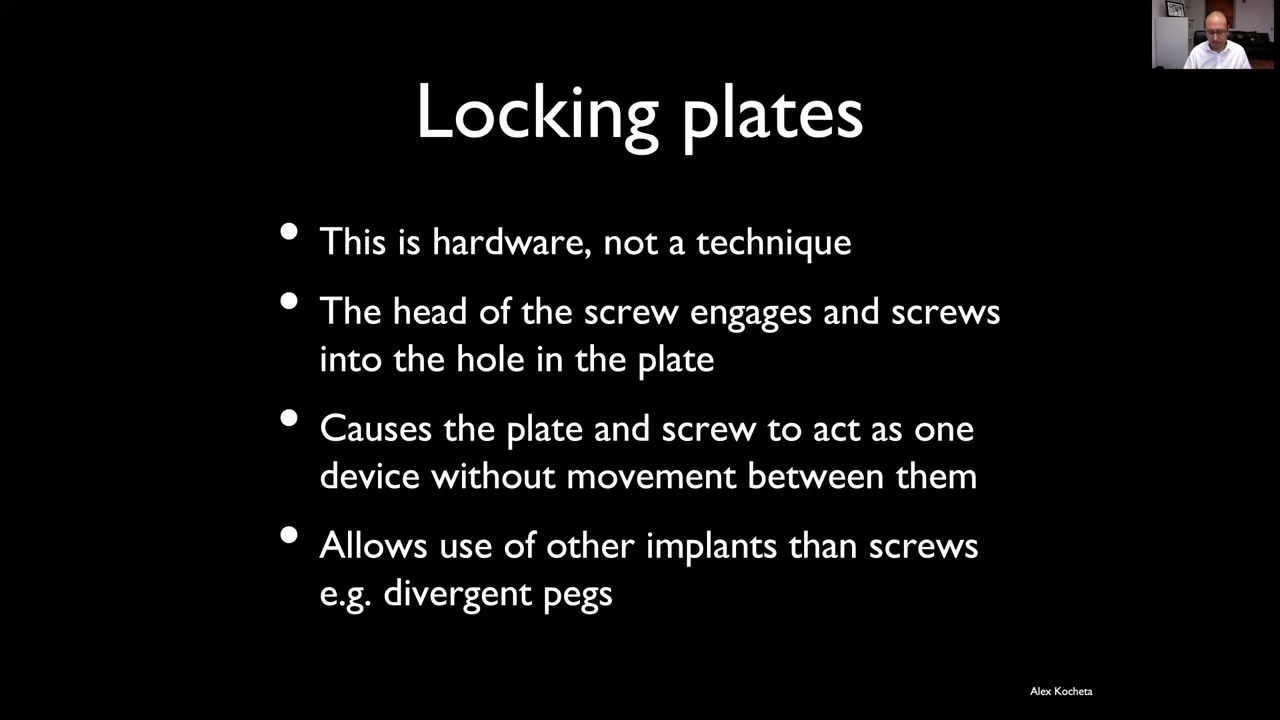 Locking plates
• This is hardware, not a technique
• The head of the screw engages and screws
into the hole in the plate
• Causes the plate and screw to act as one
device without movement between them
• Allows use of other implants than screws
e.g. divergent pegs
Alex Kocheta